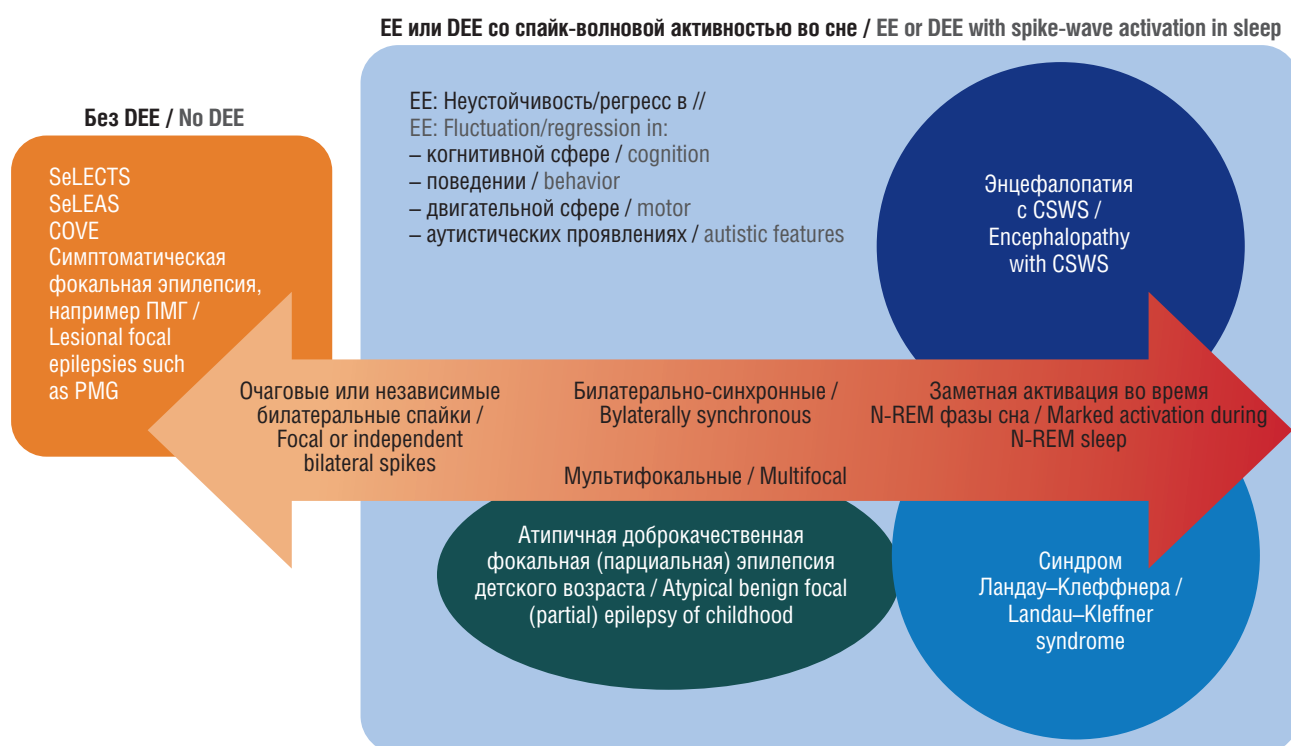 ЕЕ или DEE со спайк-волновой активностью во сне / EE or DEE with spike-wave activation in sleep
Без DEE / No DEE
SeLECTS
SeLEAS
COVE
Симптоматическая
фокальная эпилепсия,
например ПМГ /
Lesional focal
epilepsies such
as PMG
ЕЕ: Неустойчивость/регресс в //
EE: Fluctuation/regression in:
– когнитивной сфере / cognition
– поведении / behavior
– двигательной сфере / motor
– аутистических проявлениях / autistic features
Энцефалопатия
с CSWS /
Encephalopathy
with CSWS
Очаговые или независимые
билатеральные спайки /
Focal or independent
bilateral spikes
Билатерально-синхронные /
Bylaterally synchronous
Мультифокальные / Multifocal
Заметная активация во время
N-REM фазы сна / Marked activation during
N-REM sleep
Атипичная доброкачественная
фокальная (парциальная) эпилепсия
детского возраста / Atypical benign focal
(partial) epilepsy of childhood
Синдром
Ландау–Клеффнера /
Landau–Kleffner
syndrome